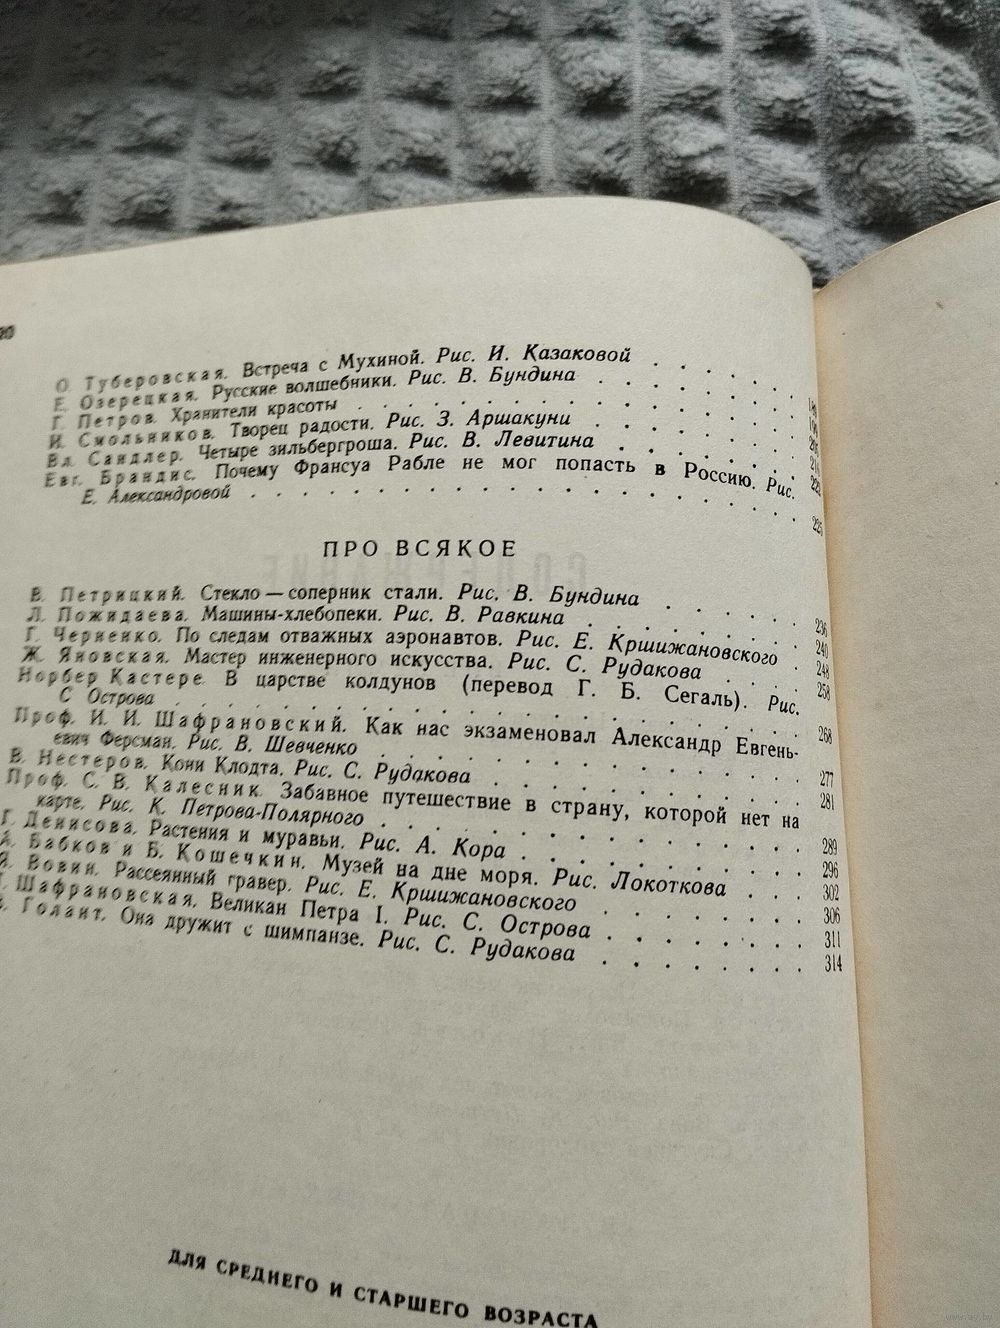 О. Туберовская. Встреча с Мухиной. Рис. И. Казаковой
Е. Озерецкая. Русские волшебники. Рис. В. Бундина
Г. Петров. Хранители красоты
И. Смольников. Творец радости. Рис. З. Аршакуни
Вл. Сандлер. Четыре зильбергроша. Рис. В. Левитина
Евг. Брандис. Почему Франсуа Рабле не мог попасть в Россию. Рис.
Е. Александровой . . . 225
ПРО ВСЯКОЕ
В. Петрицкий. Стекло — соперник стали. Рис. В. Бундина . . . 236
Л. Пожидаева. Машины-хлебопеки. Рис. В. Равкина . . . 240
Г. Черненко. По следам отважных аэронавтов. Рис. Е. Кршижановского . 248
Ж. Яновская. Мастер инженерного искусства. Рис. С. Рудакова . . . 258
Норбер Кастере. В царстве колдунов (перевод Г. Б. Сегаль). Рис.
С. Острова . . . 268
Проф. И. И. Шафрановский. Как нас экзаменовал Александр Евгень-
евич Ферсман. Рис. В. Шевченко . . . 277
В. Нестеров. Кони Клодта. Рис. С. Рудакова . . . 281
Проф. С. В. Калесник. Забавное путешествие в страну, которой нет на
карте. Рис. К. Петрова-Полярного . . . 289
Г. Денисова. Растения и муравьи. Рис. А. Кора . . . 296
А. Бабков и Б. Кошечкин. Музей на дне моря. Рис. Локоткова . . . 302
Я. Вовин. Рассеянный гравер. Рис. Е. Кршижановского . . . 306
Шафрановская. Великан Петра I. Рис. С. Острова . . . 311
Голант. Она дружит с шимпанзе. Рис. С. Рудакова . . . 314
ДЛЯ СРЕДНЕГО И СТАРШЕГО ВОЗРАСТА